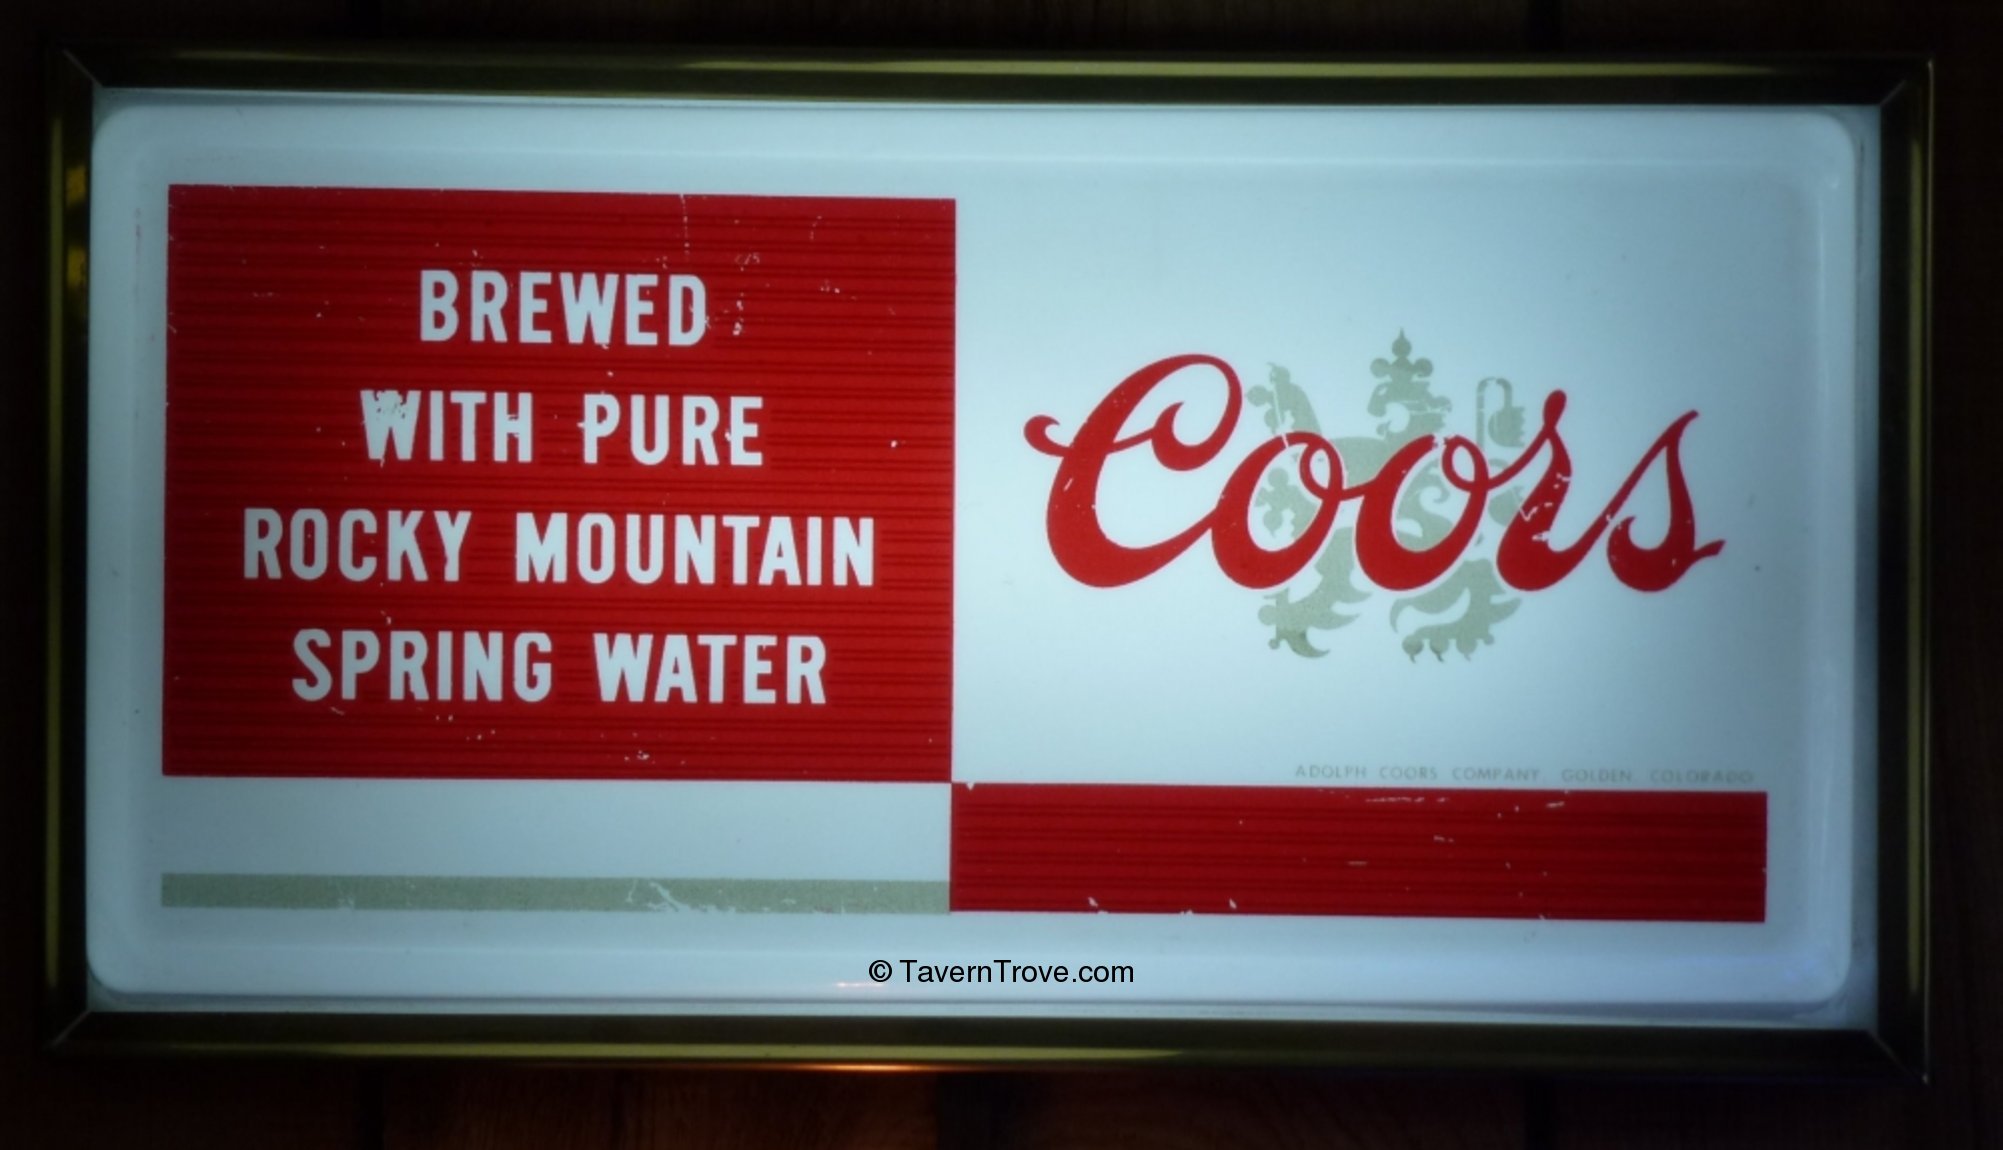 BREWED
WITH PURE
ROCKY MOUNTAIN
SPRING WATER
Coors
ADOLPH COORS COMPANY GOLDEN COLORADO
© TavernTrove.com